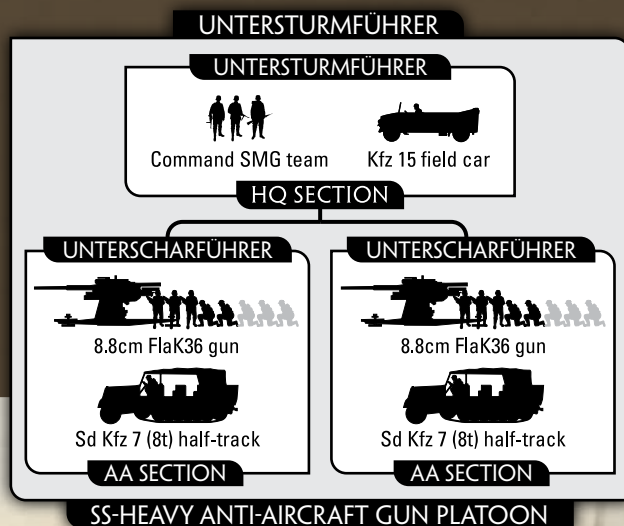 UNTERSTURMFÜHRER
UNTERSTURMFÜHRER
Command SMG team
Kfz 15 field car
HQ SECTION
UNTERSCHARFÜHRER
8.8cm FlaK36 gun
Sd Kfz 7 (8t) half-track
AA SECTION
UNTERSCHARFÜHRER
8.8cm FlaK36 gun
Sd Kfz 7 (8t) half-track
AA SECTION
SS-HEAVY ANTI-AIRCRAFT GUN PLATOON